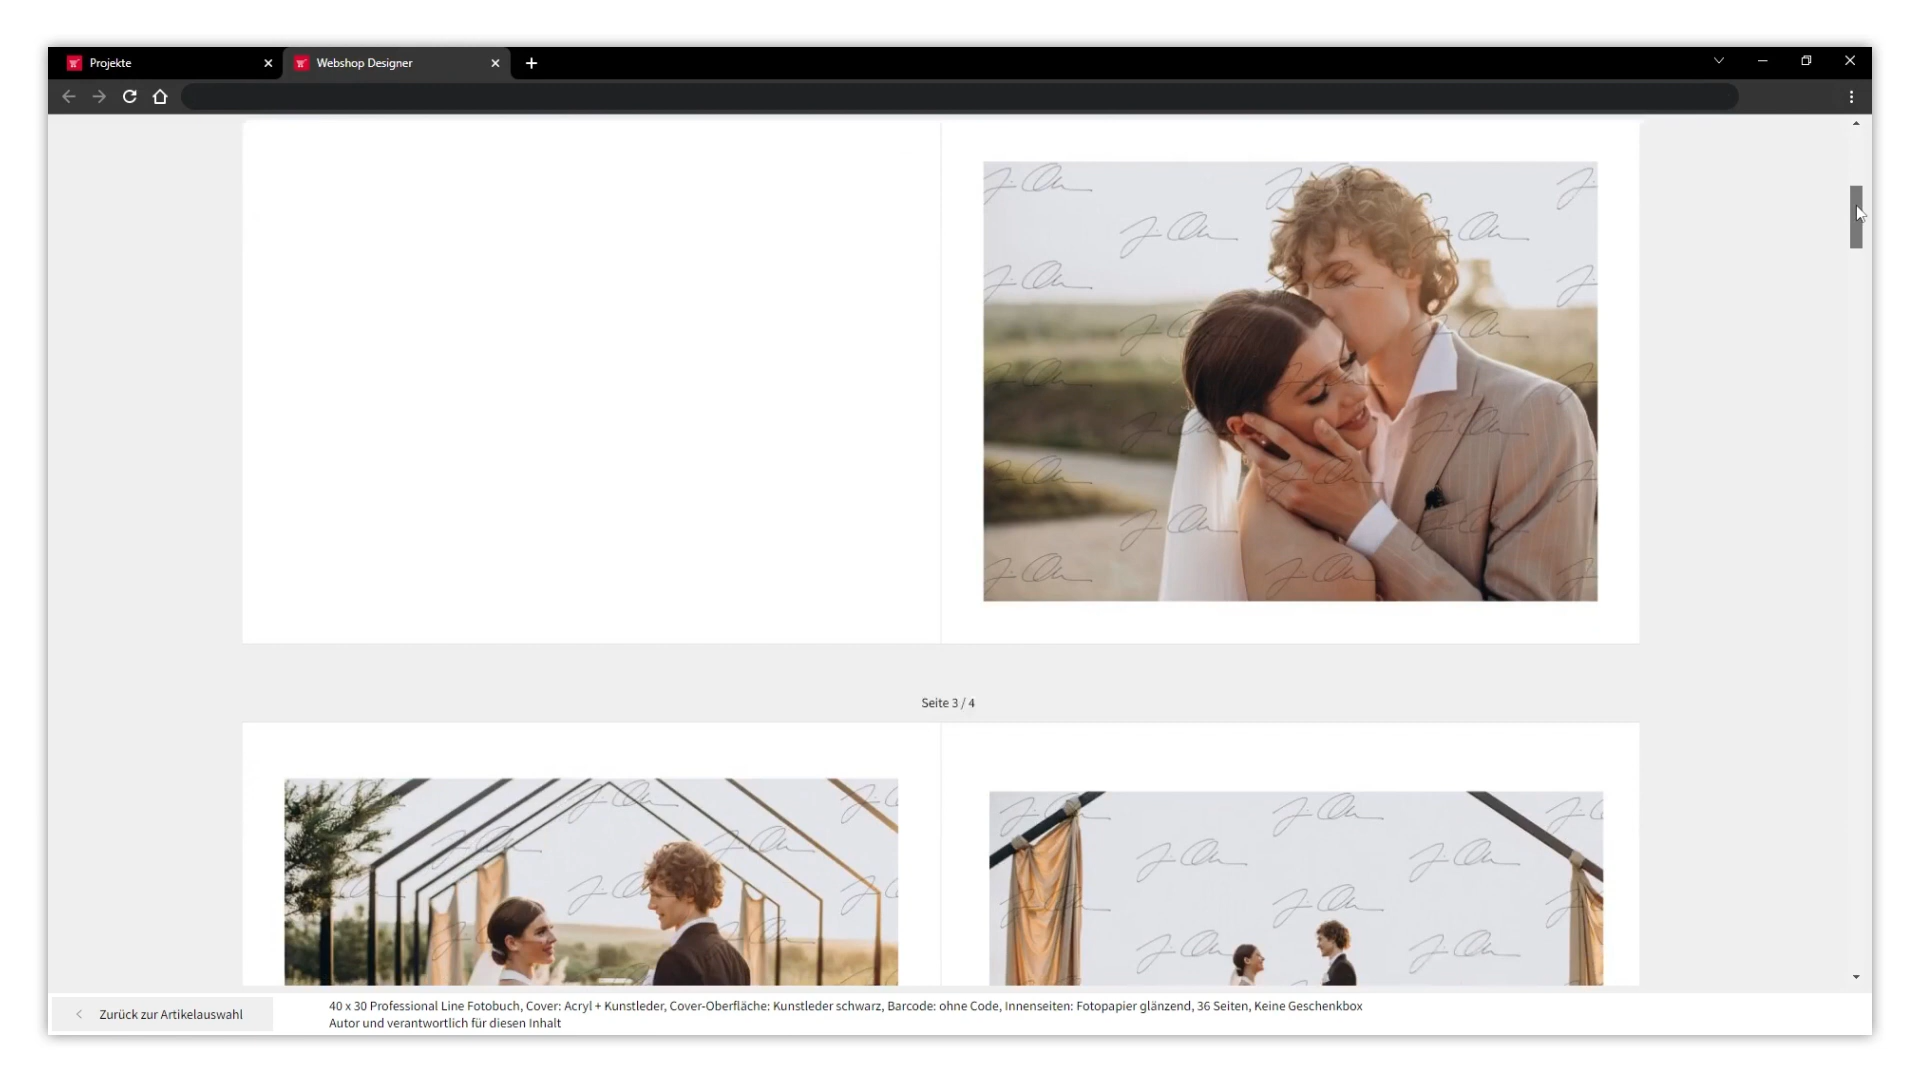 Projekte
Webshop Designer
Seite 3 / 4
Zurück zur Artikelauswahl
40 x 30 Professional Line Fotobuch, Cover: Acryl + Kunstleder, Cover-Oberfläche: Kunstleder schwarz, Barcode: ohne Code, Innenseiten: Fotopapier glänzend, 36 Seiten, Keine Geschenkbox
Autor und verantwortlich für diesen Inhalt